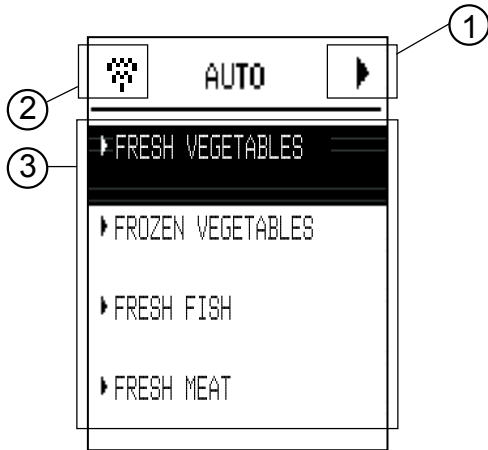 1
AUTO
2
3
FRESH VEGETABLES
FROZEN VEGETABLES
FRESH FISH
FRESH MEAT